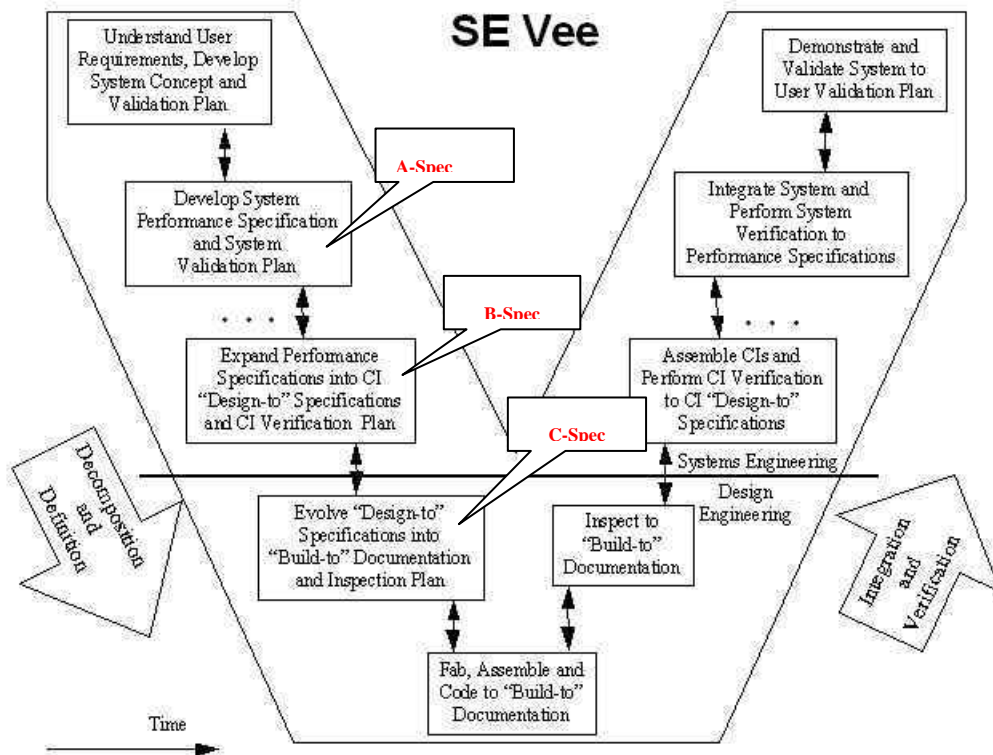 SE Vee
Understand User
Requirements, Develop
System Concept and
Validation Plan
Demonstrate and
Validate System to
User Validation Plan
A-Spec
Develop System
Performance Specification
and System
Validation Plan
Integrate System and
Perform System
Verification to
Performance Specifications
. . .
. . .
B-Spec
Expand Performance
Specifications into CI
“Design-to” Specifications
and CI Verification Plan
Assemble CIs and
Perform CI Verification
to CI “Design-to”
Specifications
C-Spec
Systems Engineering
Design
Engineering
Decomposition
and
Definition
Evolve “Design-to”
Specifications into
“Build-to” Documentation
and Inspection Plan
Inspect to
“Build-to”
Documentation
Integration
and
Verification
Fab, Assemble and
Code to “Build-to”
Documentation
Time